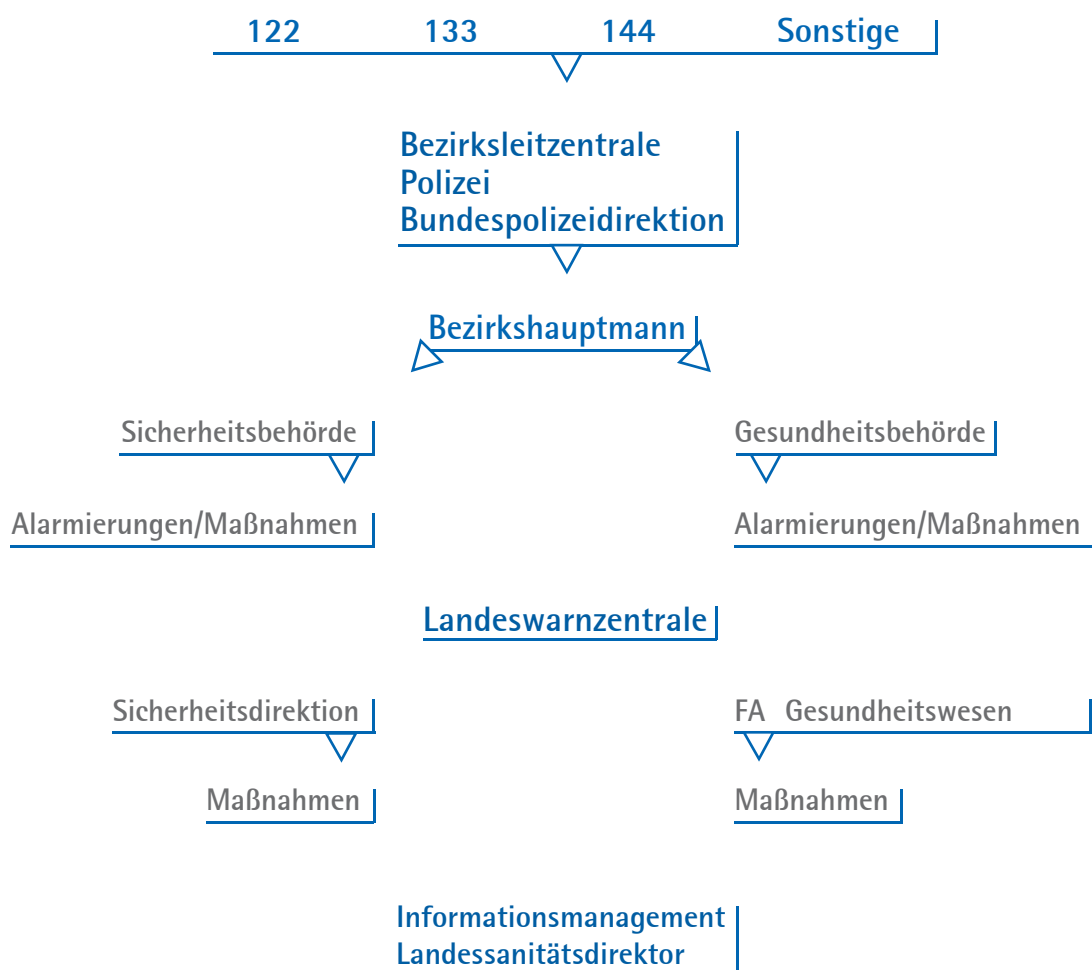 122 133 144 Sonstige
Bezirksleitzentrale
Polizei
Bundespolizeidirektion
Bezirkshauptmann
Sicherheitsbehörde Gesundheitsbehörde
Alarmierungen/Maßnahmen Alarmierungen/Maßnahmen
Landeswarnzentrale
Sicherheitsdirektion FA Gesundheitswesen
Maßnahmen Maßnahmen
Informationsmanagement
Landessanitätsdirektor